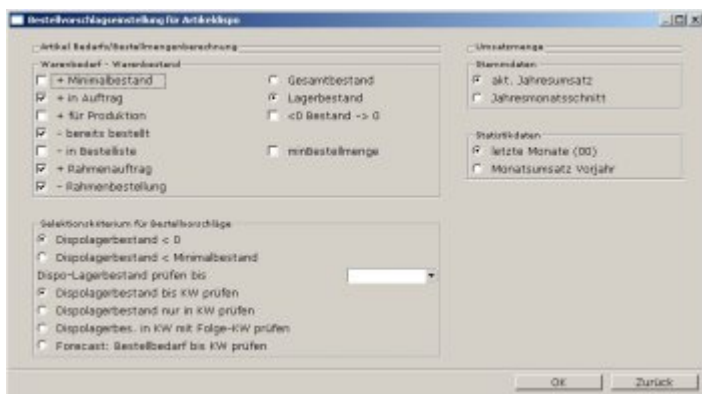 Bestellvorschlagseinstellung für Artikeldispo
Artikel Bedarfs/Bestellmengenberechnung
Warenbedarf - Warenbestand
+ Minimalbestand
+ in Auftrag
+ für Produktion
- bereits bestellt
- in Bestelliste
+ Rahmenauftrag
- Rahmenbestellung
Gesamtbestand
Lagerbestand
<0 Bestand -> 0
minBestellmenge
Umsatzmenge
Stammdaten
akt. Jahresumsatz
Jahresmonatsschnitt
Statistikdaten
letzte Monate (00)
Monatsumsatz Vorjahr
Selektionskriterium für Bestellvorschläge
Dispolagerbestand < 0
Dispolagerbestand < Minimalbestand
Dispo-Lagerbestand prüfen bis
Dispolagerbestand bis KW prüfen
Dispolagerbestand nur in KW prüfen
Dispolagerbes. in KW mit Folge-KW prüfen
Forecast: Bestellbedarf bis KW prüfen
OK
Zurück